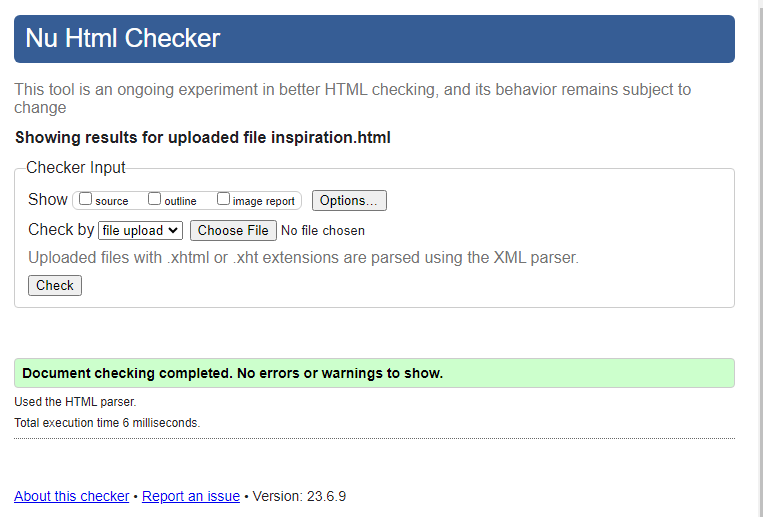 Nu Html Checker
This tool is an ongoing experiment in better HTML checking, and its behavior remains subject to
change
Showing results for uploaded file inspiration.html
Checker Input
Show source outline image report Options...
Check by file upload Choose File No file chosen
Uploaded files with .xhtml or .xht extensions are parsed using the XML parser.
Check
Document checking completed. No errors or warnings to show.
Used the HTML parser.
Total execution time 6 milliseconds.
About this checker • Report an issue • Version: 23.6.9